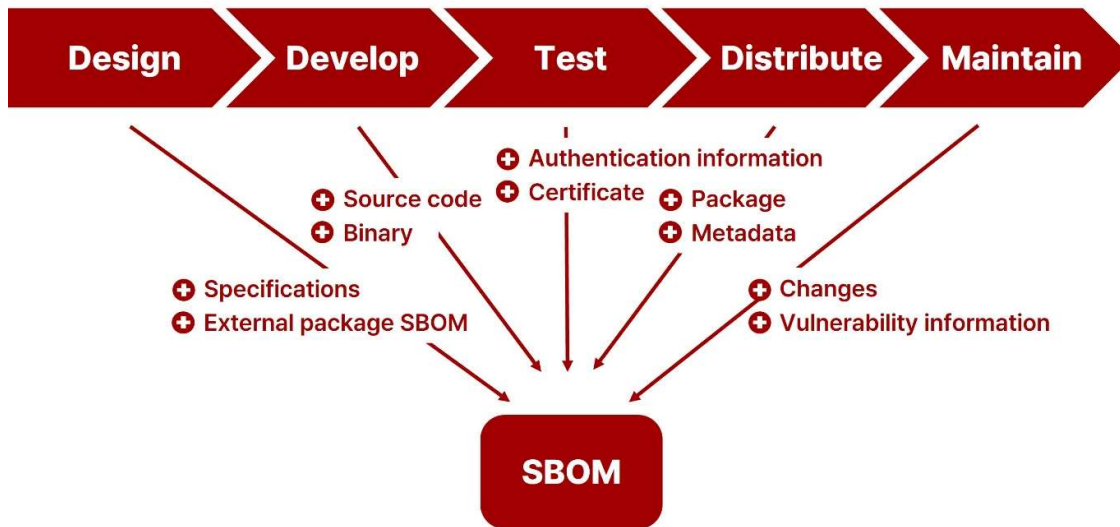 Design
Develop
Test
Distribute
Maintain
Authentication information
Certificate
Source code
Binary
Package
Metadata
Specifications
External package SBOM
Changes
Vulnerability information
SBOM